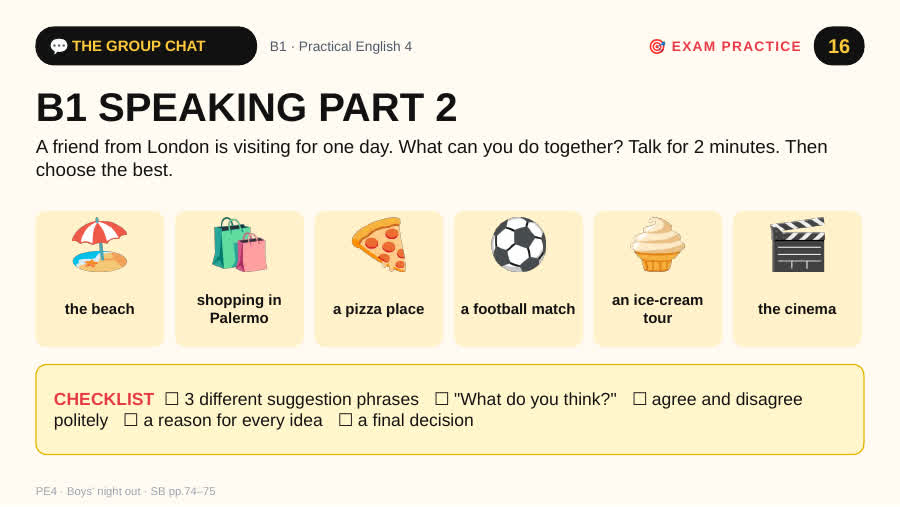 💬 THE GROUP CHAT
B1 · Practical English 4
🎯 EXAM PRACTICE
16
B1 SPEAKING PART 2
A friend from London is visiting for one day. What can you do together? Talk for 2 minutes. Then
choose the best.
the beach
shopping in
Palermo
a pizza place
a football match
an ice-cream
tour
the cinema
CHECKLIST ☐ 3 different suggestion phrases ☐ "What do you think?" ☐ agree and disagree
politely ☐ a reason for every idea ☐ a final decision
PE4 · Boys' night out · SB pp.74–75